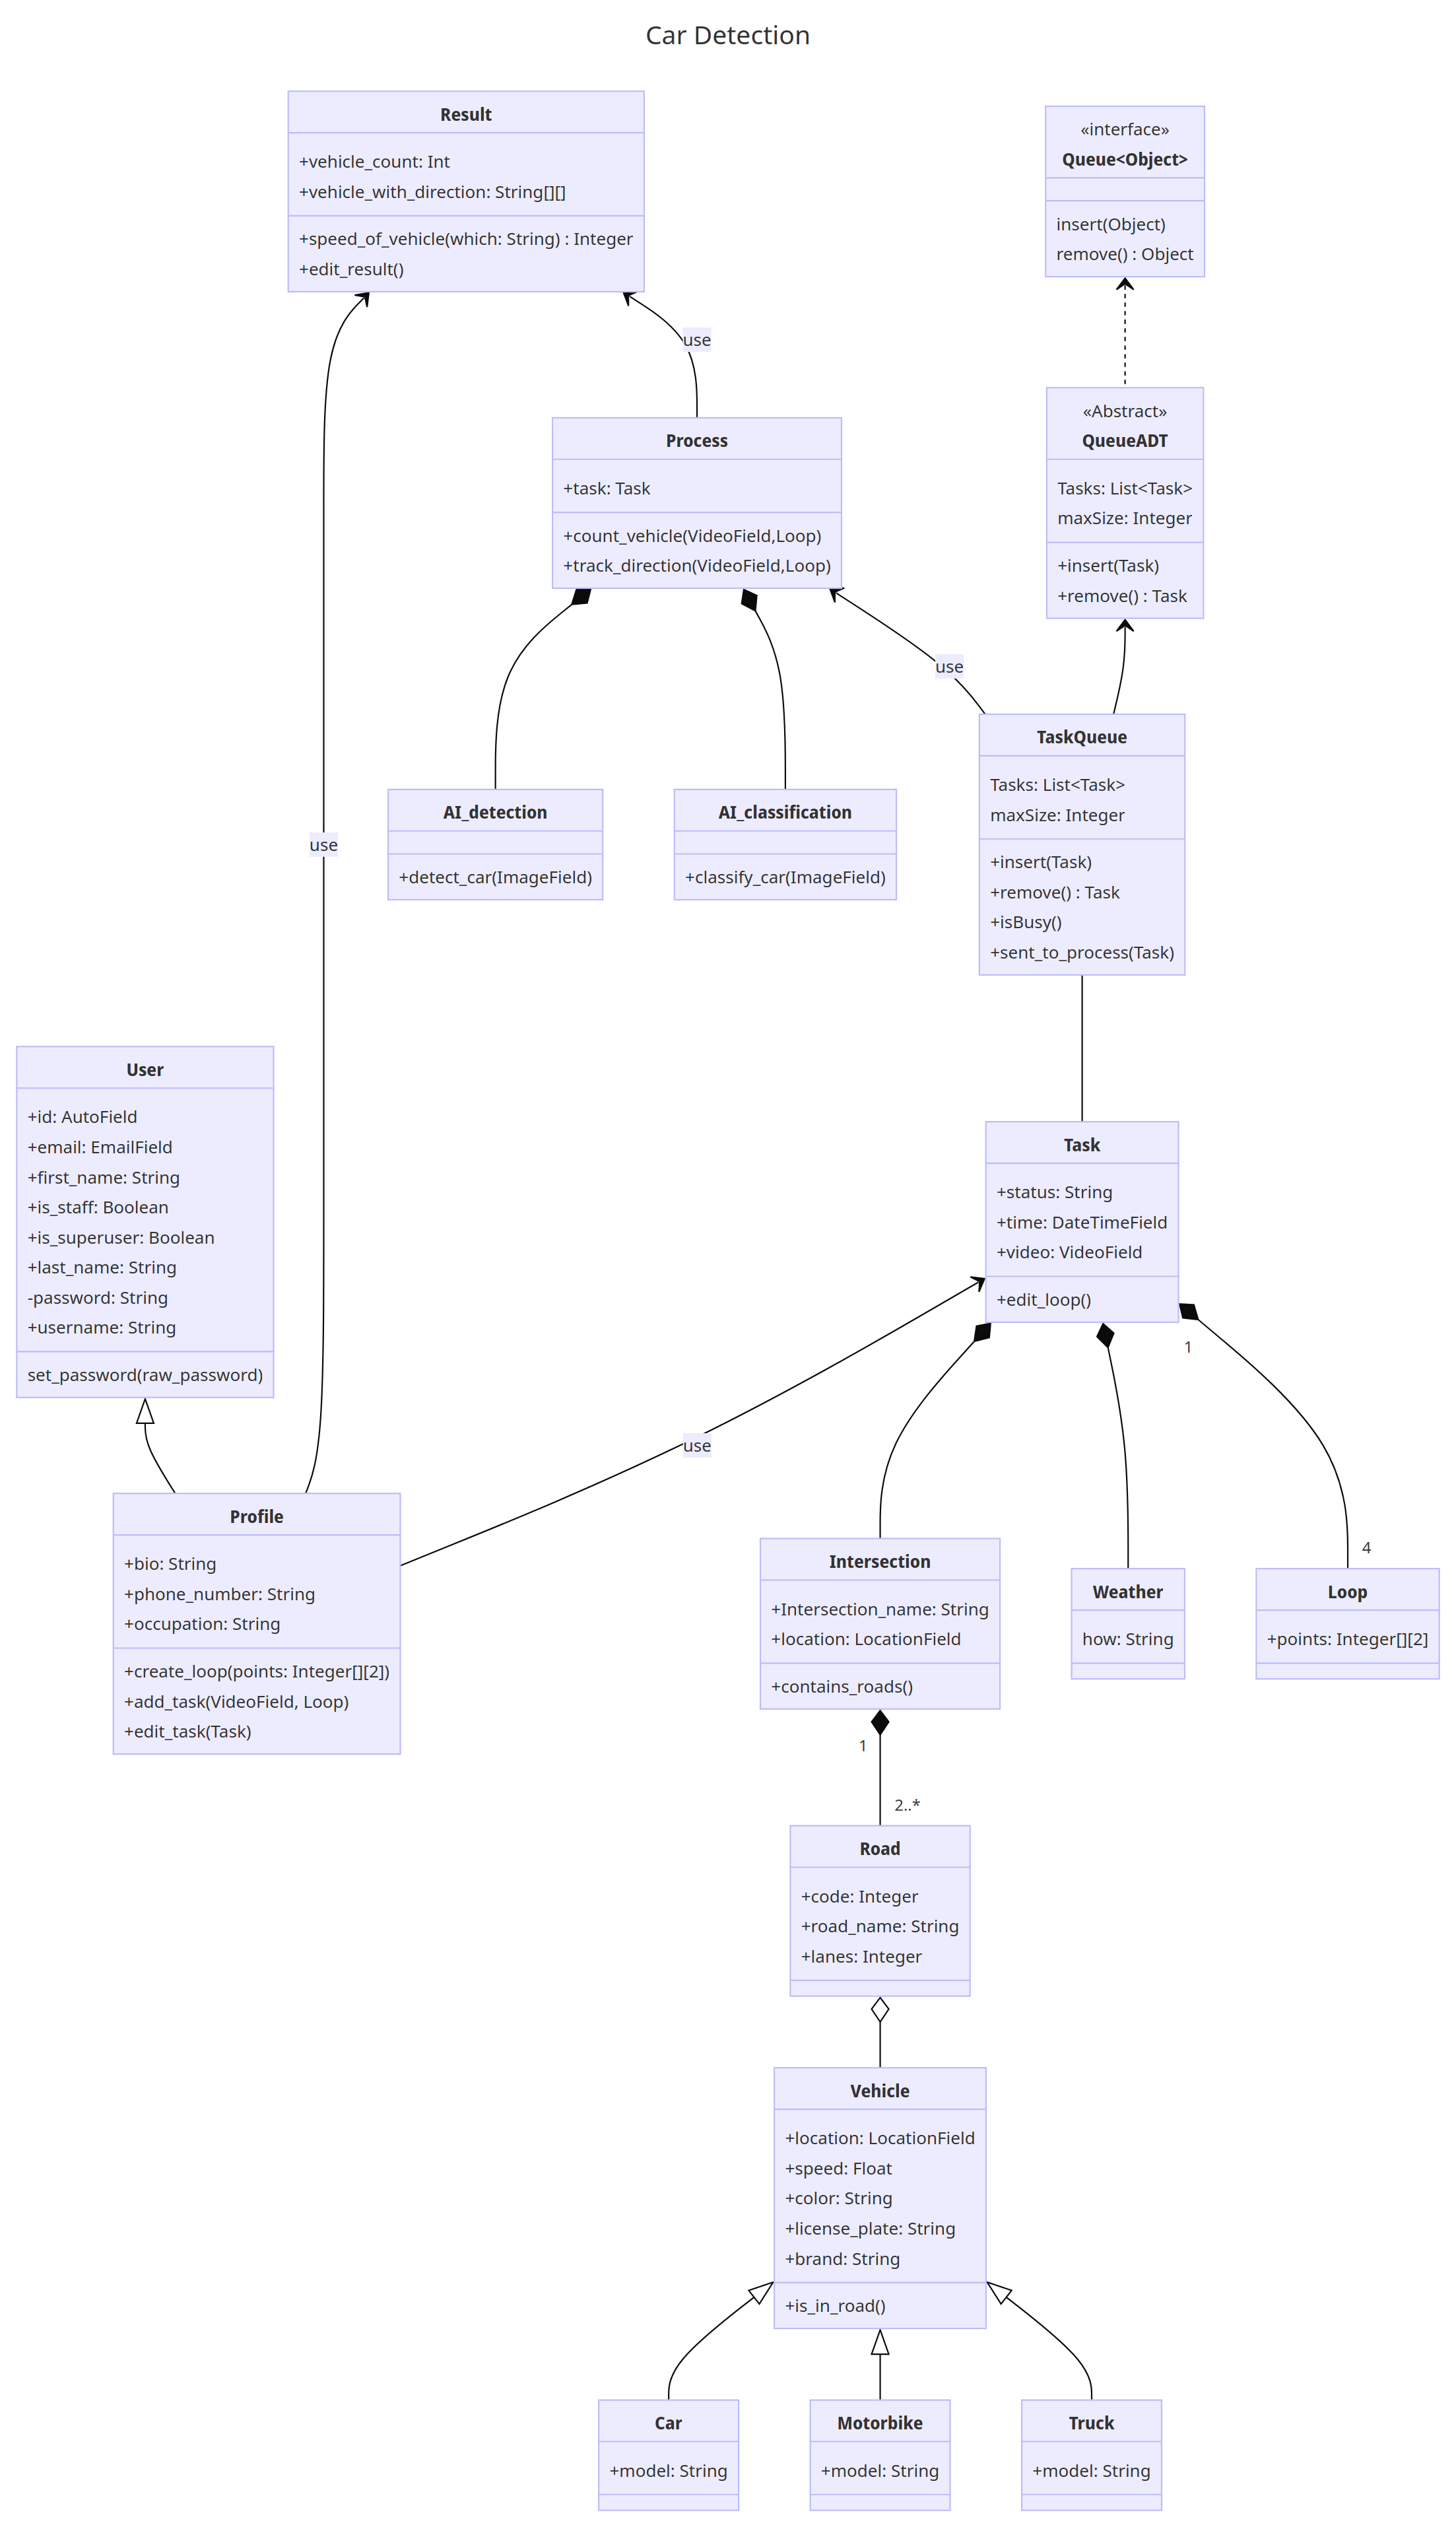 Car Detection
Result
+vehicle_count: Int
+vehicle_with_direction: String[][]
+speed_of_vehicle(which: String) : Integer
+edit_result()
«interface»
Queue<Object>
insert(Object)
remove() : Object
use
Process
+task: Task
+count_vehicle(VideoField,Loop)
+track_direction(VideoField,Loop)
«Abstract»
QueueADT
Tasks: List<Task>
maxSize: Integer
+insert(Task)
+remove() : Task
use
TaskQueue
Tasks: List<Task>
maxSize: Integer
+insert(Task)
+remove() : Task
+isBusy()
+sent_to_process(Task)
use
AI_detection
+detect_car(ImageField)
AI_classification
+classify_car(ImageField)
User
+id: AutoField
+email: EmailField
+first_name: String
+is_staff: Boolean
+is_superuser: Boolean
+last_name: String
-password: String
+username: String
set_password(raw_password)
Task
+status: String
+time: DateTimeField
+video: VideoField
+edit_loop()
1
use
4
Profile
+bio: String
+phone_number: String
+occupation: String
+create_loop(points: Integer[][2])
+add_task(VideoField, Loop)
+edit_task(Task)
Intersection
+Intersection_name: String
+location: LocationField
+contains_roads()
Weather
how: String
Loop
+points: Integer[][2]
1
2..*
Road
+code: Integer
+road_name: String
+lanes: Integer
Vehicle
+location: LocationField
+speed: Float
+color: String
+license_plate: String
+brand: String
+is_in_road()
Car
+model: String
Motorbike
+model: String
Truck
+model: String